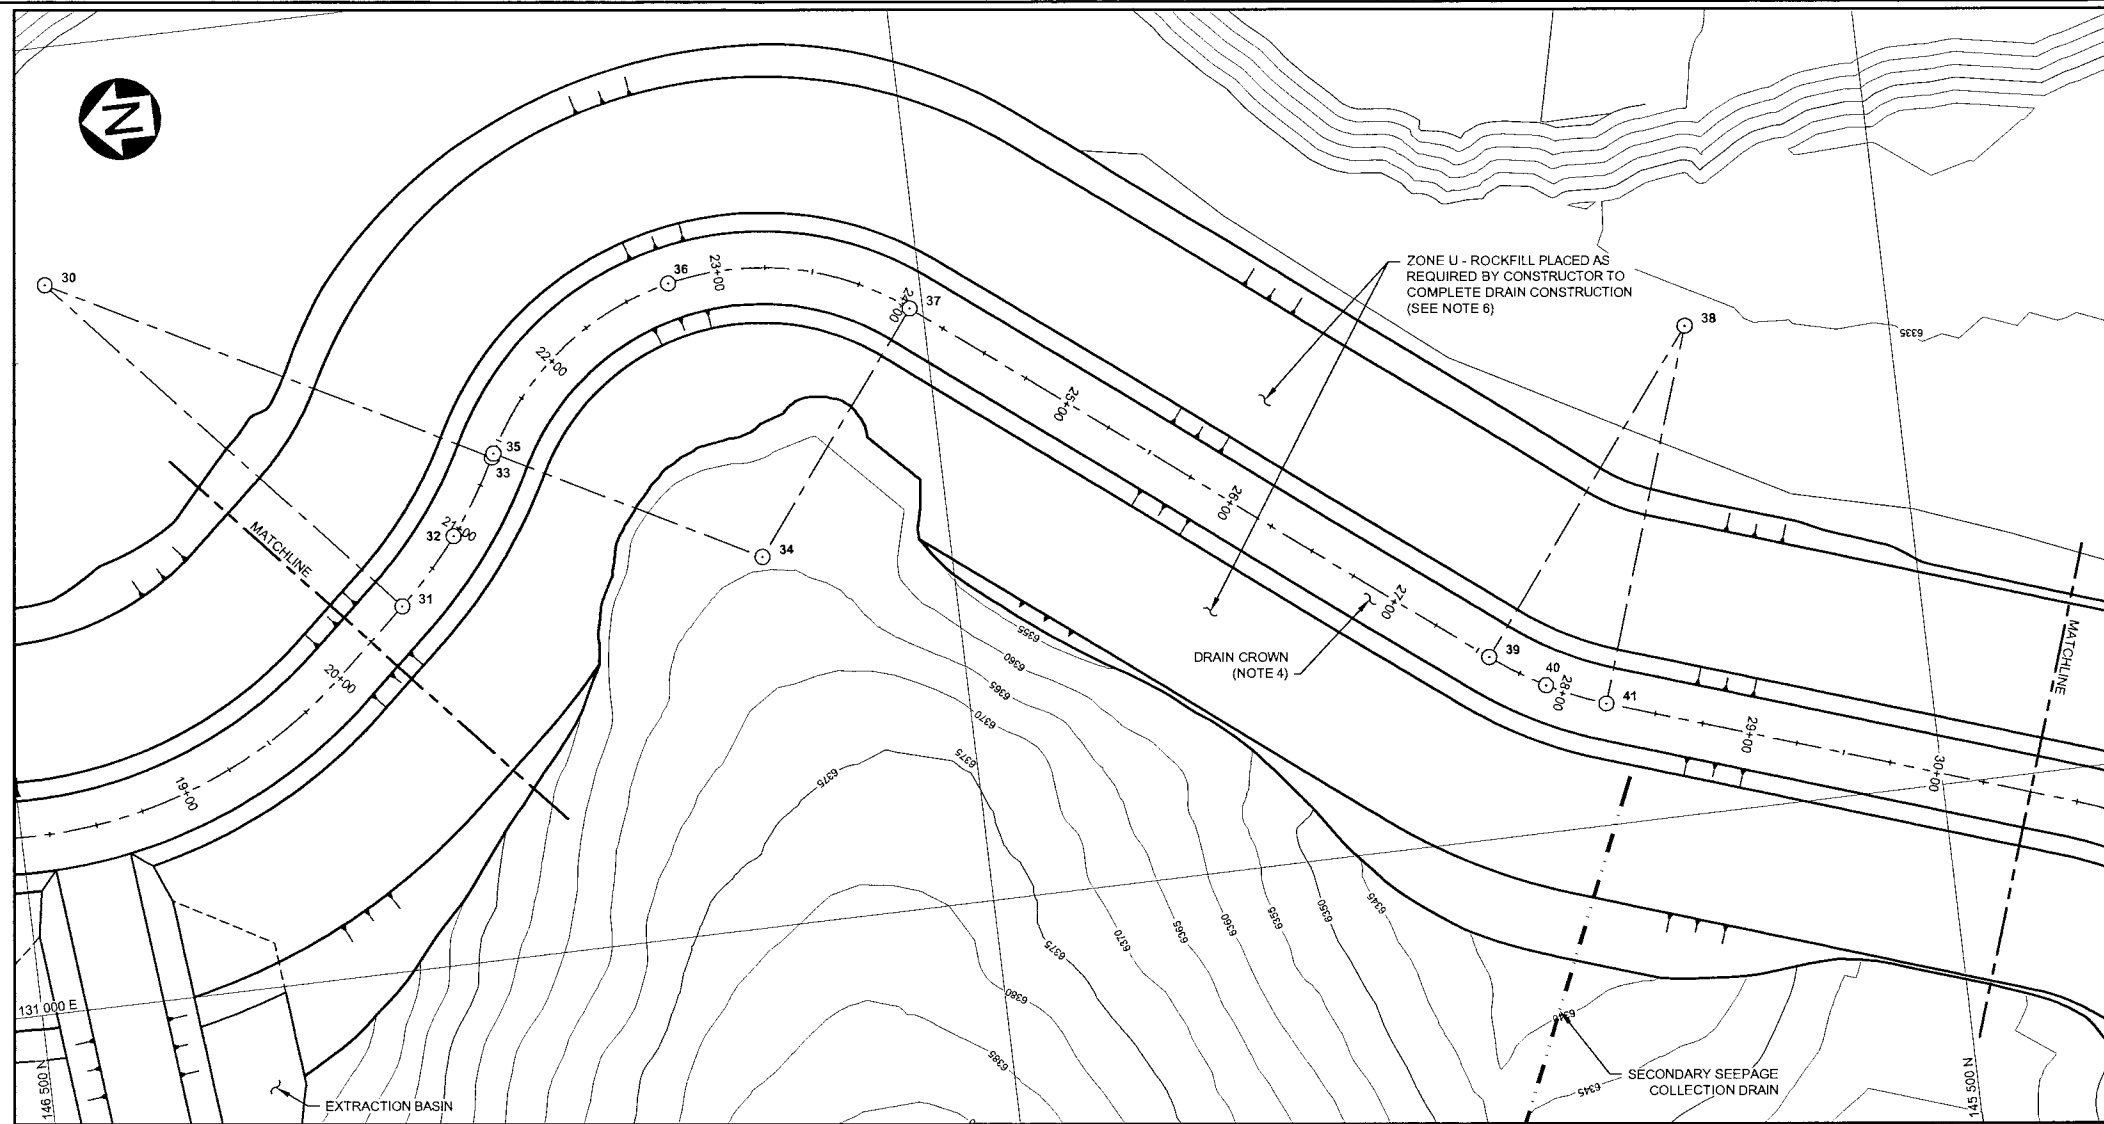 N
30
36
23+00
24+00
37
ZONE U - ROCKFILL PLACED AS
REQUIRED BY CONSTRUCTOR TO
COMPLETE DRAIN CONSTRUCTION
(SEE NOTE 6)
38
6335
22+00
25+00
35
33
MATCHLINE
32
21+00
26+00
34
31
27+00
20+00
6355
6360
DRAIN CROWN
(NOTE 4)
39
40
28+00
41
MATCHLINE
6365
6370
29+00
19+00
6375
6375
30+00
6370
6365
6360
6355
6350
6345
6375
131 000 E
6380
6340
6385
146 500 N
EXTRACTION BASIN
SECONDARY SEEPAGE
COLLECTION DRAIN
6345
145 500 N